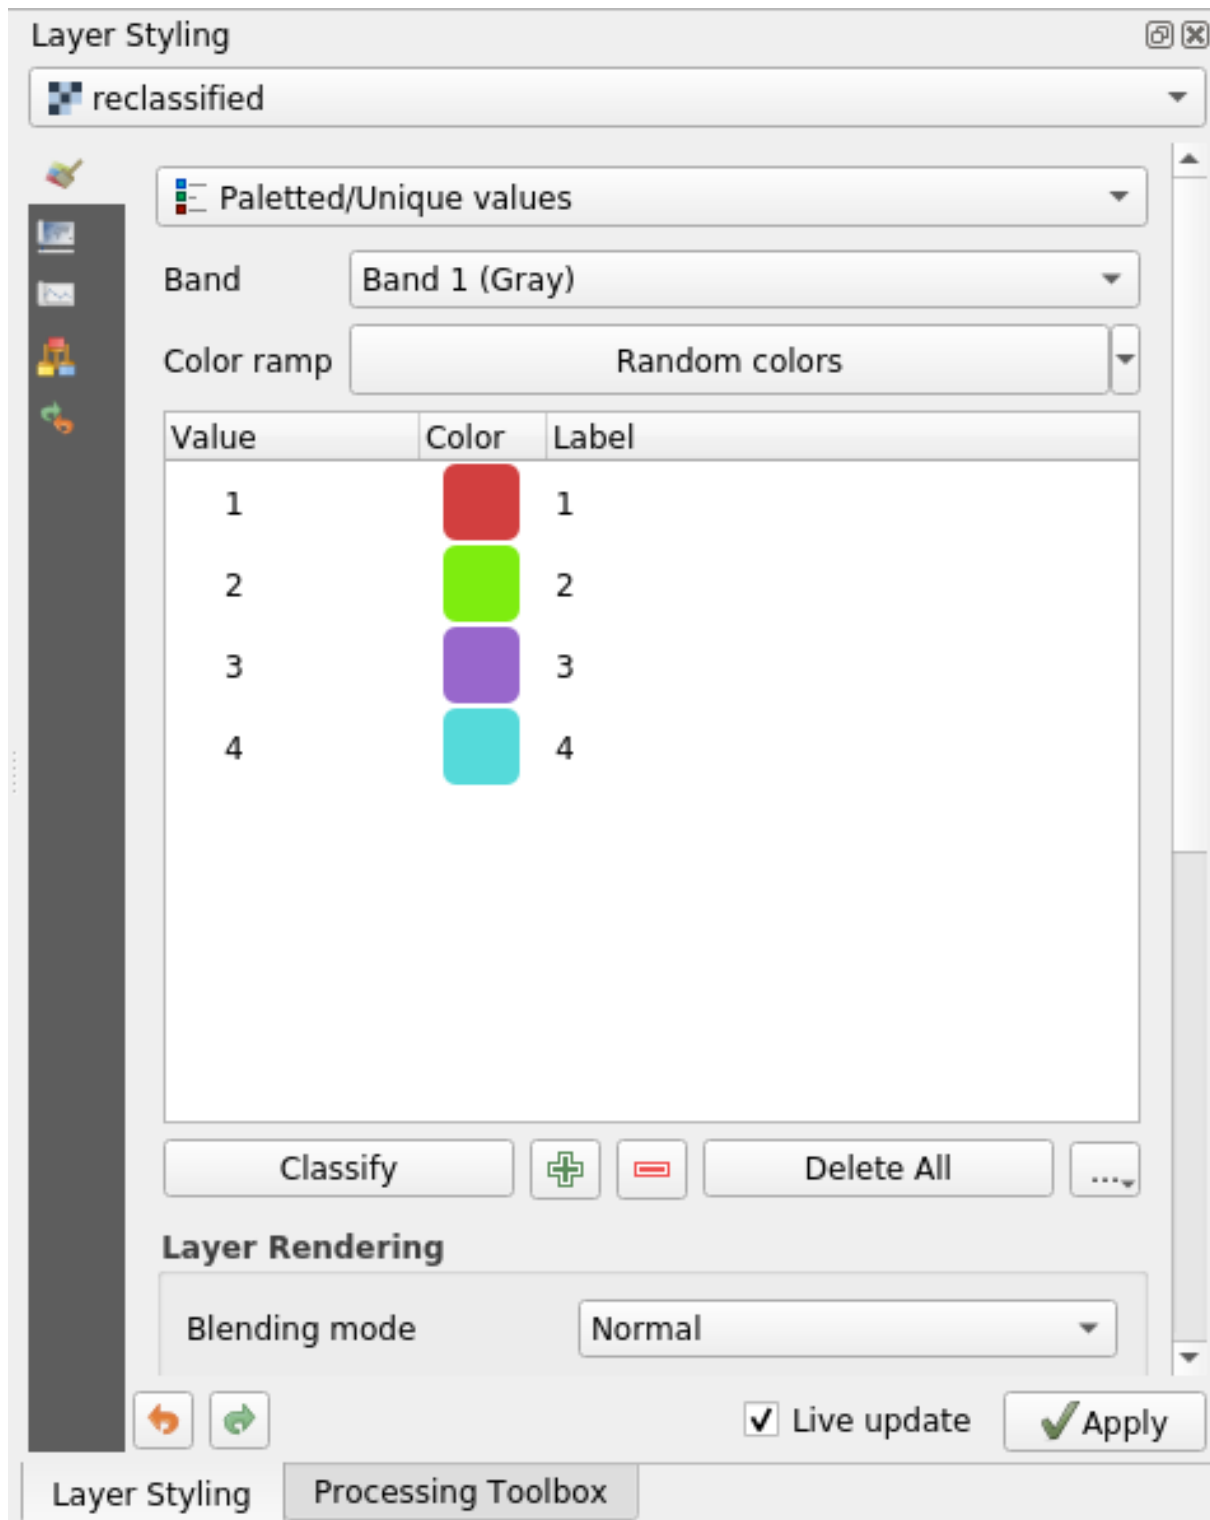 Layer Styling
reclassified
Paletted/Unique values
Band Band 1 (Gray)
Color ramp Random colors
Value Color Label
1 1
2 2
3 3
4 4
Classify Delete All ...
Layer Rendering
Blending mode Normal
Live update Apply
Layer Styling Processing Toolbox